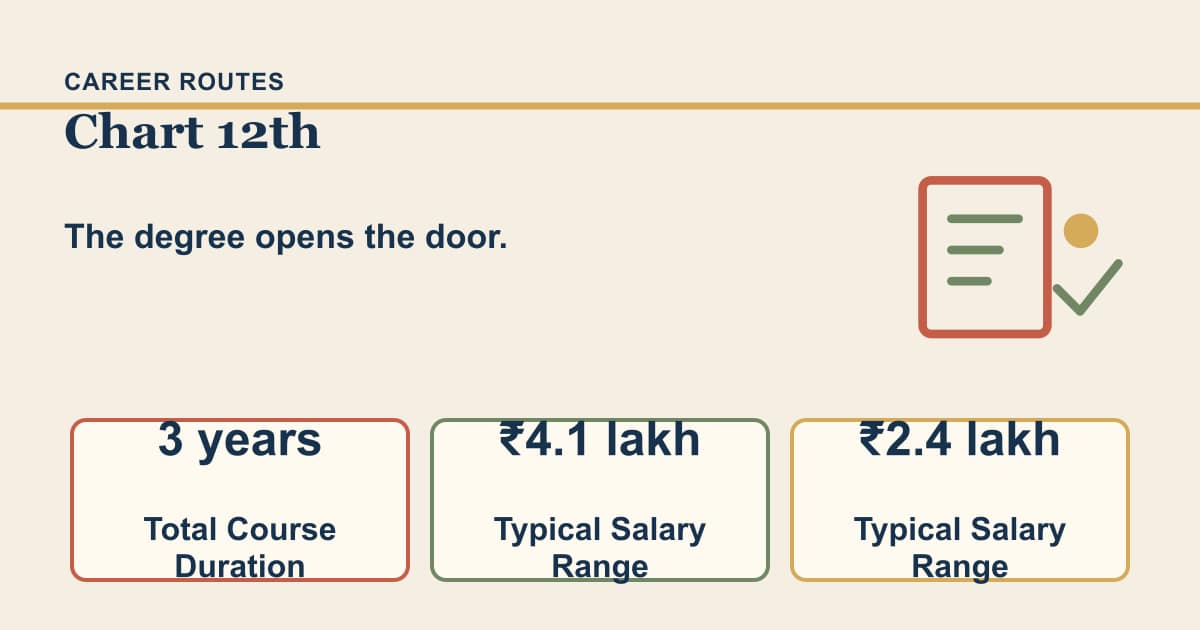 CAREER ROUTES
Chart 12th
The degree opens the door.
3 years
Total Course
Duration
₹4.1 lakh
Typical Salary
Range
₹2.4 lakh
Typical Salary
Range